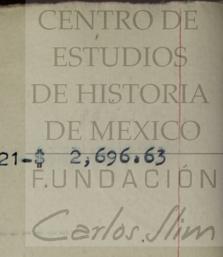 CENTRO DE
ESTUDIOS
DE HISTORIA
DE MEXICO
21-$ 2,696.63
FUNDACIÓN
Carlos Slim